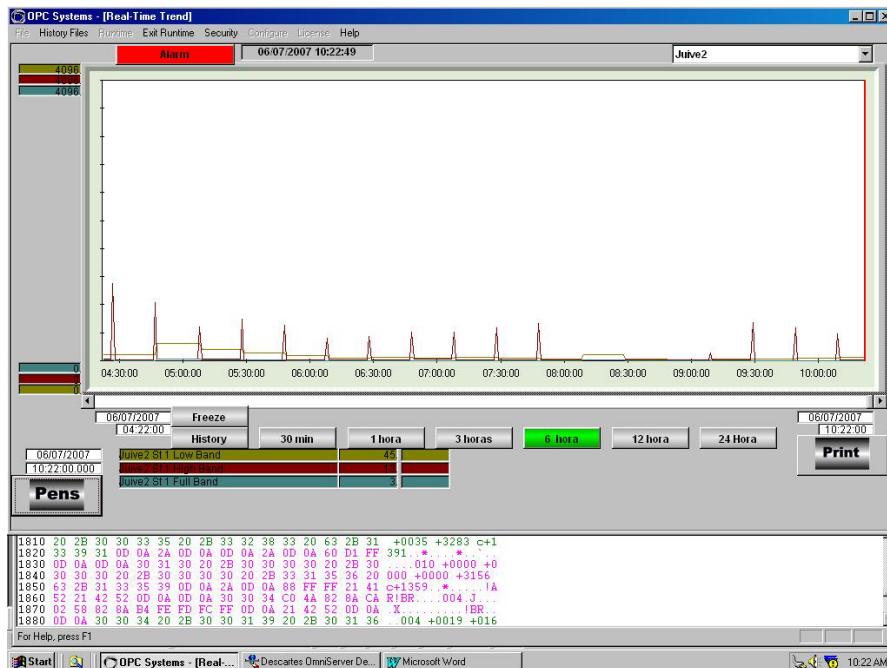 OPC Systems - [Real-Time Trend]
File History Files Runtime Exit Runtime Security Configure License Help
Alarm 06/07/2007 10:22:49 Juive2
4096
4096
04:30:00 05:00:00 05:30:00 06:00:00 06:30:00 07:00:00 07:30:00 08:00:00 08:30:00 09:00:00 09:30:00 10:00:00
0
0
06/07/2007 Freeze 06/07/2007
04:22:00 10:22:00
History 30 min 1 hora 3 horas 6 hora 12 hora 24 Hora Print
06/07/2007 Juive2 St1 Low Band 45
10:22:00.000 Juive2 St1 High Band
Juive2 St1 Full Band 3
Pens
1810 20 2B 30 30 33 35 20 2B 33 32 38 33 20 63 2B 31 +0035 +3283 c+1
1820 33 39 31 0D 0A 2A 0D 0A 0D 0A 2A 0D 0A 60 D1 FF 391..*....*..`..
1830 0D 0A 0D 0A 30 31 30 20 2B 30 30 30 30 20 2B 30 ....010 +0000 +0
1840 30 30 30 20 2B 30 30 30 30 20 2B 33 31 35 36 20 000 +0000 +3156
1850 63 2B 31 33 35 39 0D 0A 2A 0D 0A 88 FF FF 21 41 c+1359..*.....!A
1860 52 21 42 52 0D 0A 0D 0A 30 30 34 C0 4A 82 8A CA R!BR....004.J...
1870 02 58 82 8A B4 FE FD FC FF 0D 0A 21 42 52 0D 0A .X.........!BR..
1880 0D 0A 30 30 34 20 2B 30 30 31 39 20 2B 30 31 36 ..004 +0019 +016
For Help, press F1
Start OPC Systems - [Real-... Descartes OmniServer De... Microsoft Word 10:22 AM